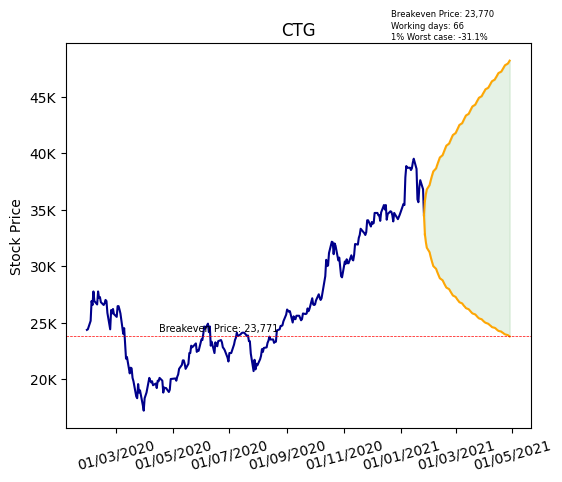 Breakeven Price: 23,770
Working days: 66
1% Worst case: -31.1%
CTG
Stock Price
45K
40K
35K
30K
25K
20K
Breakeven Price: 23,771
01/03/2020
01/05/2020
01/07/2020
01/09/2020
01/11/2020
01/01/2021
01/03/2021
01/05/2021